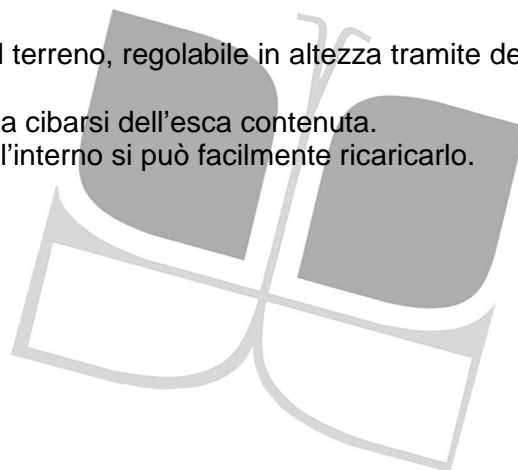 l terreno, regolabile in altezza tramite de
a cibarsi dell’esca contenuta.
l’interno si può facilmente ricaricarlo.